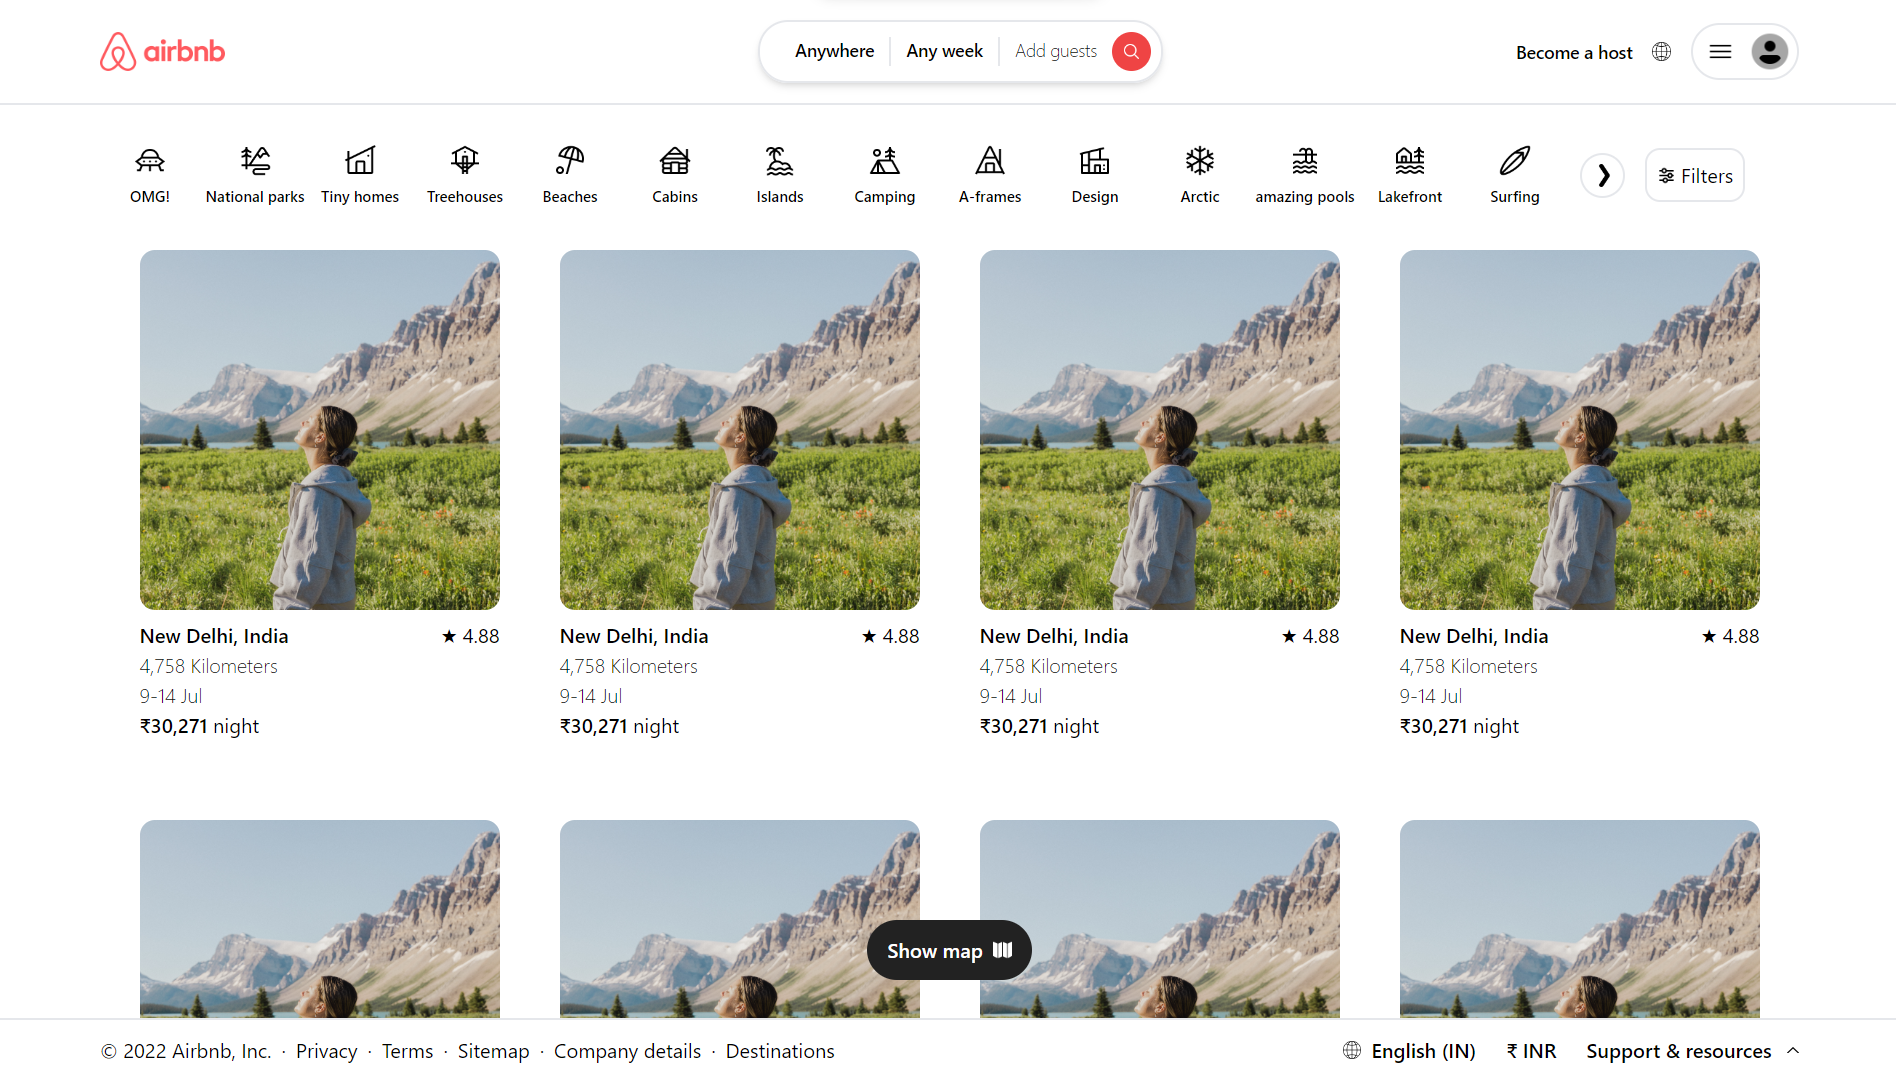 airbnb
Anywhere Any week Add guests
Become a host
OMG! National parks Tiny homes Treehouses Beaches Cabins Islands Camping A-frames Design Arctic amazing pools Lakefront Surfing
Filters
New Delhi, India ★ 4.88
4,758 Kilometers
9-14 Jul
₹30,271 night
New Delhi, India ★ 4.88
4,758 Kilometers
9-14 Jul
₹30,271 night
New Delhi, India ★ 4.88
4,758 Kilometers
9-14 Jul
₹30,271 night
New Delhi, India ★ 4.88
4,758 Kilometers
9-14 Jul
₹30,271 night
Show map
© 2022 Airbnb, Inc. · Privacy · Terms · Sitemap · Company details · Destinations
English (IN) ₹ INR Support & resources